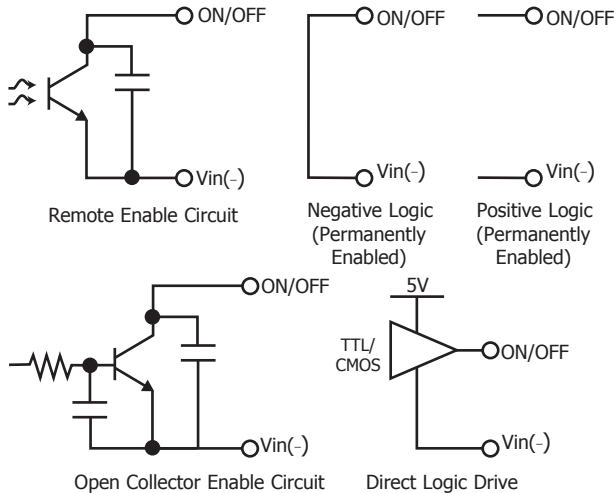 ON/OFF
Vin(-)
Remote Enable Circuit
ON/OFF
Vin(-)
Negative Logic
(Permanently
Enabled)
ON/OFF
Vin(-)
Positive Logic
(Permanently
Enabled)
ON/OFF
Vin(-)
Open Collector Enable Circuit
5V
TTL/
CMOS
ON/OFF
Vin(-)
Direct Logic Drive